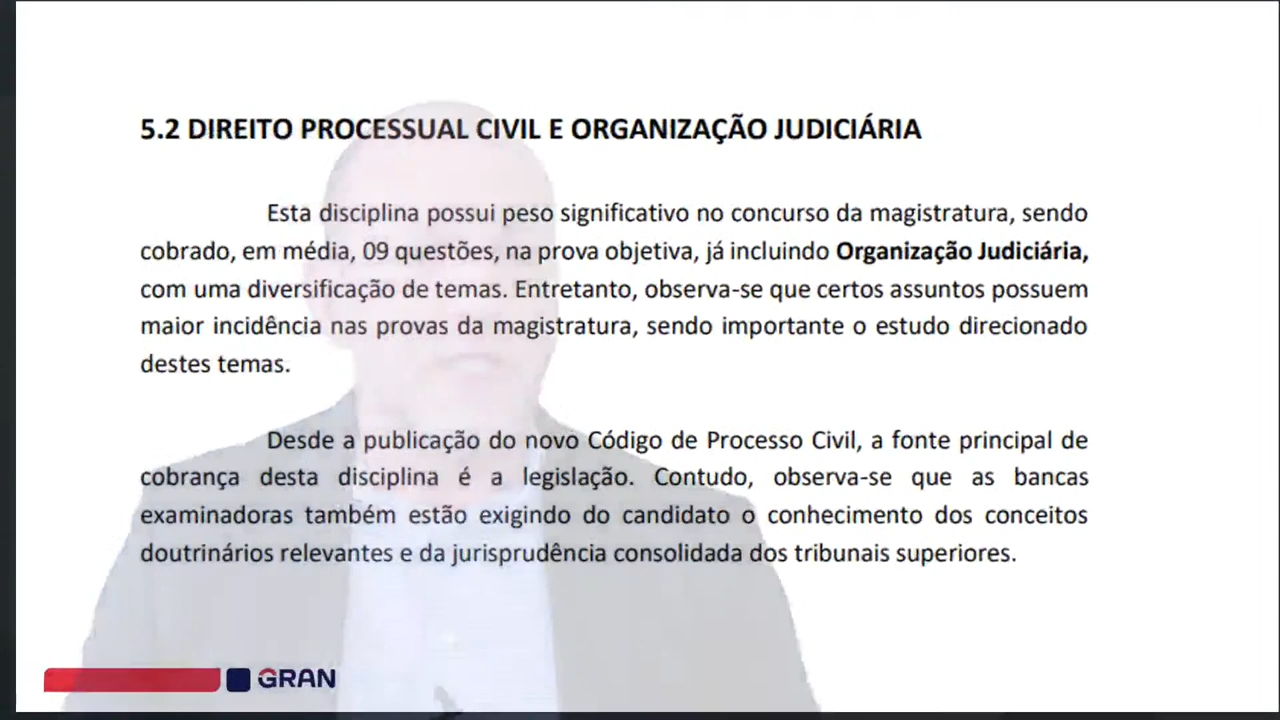 5.2 DIREITO PROCESSUAL CIVIL E ORGANIZAÇÃO JUDICIÁRIA
Esta disciplina possui peso significativo no concurso da magistratura, sendo
cobrado, em média, 09 questões, na prova objetiva, já incluindo Organização Judiciária,
com uma diversificação de temas. Entretanto, observa-se que certos assuntos possuem
maior incidência nas provas da magistratura, sendo importante o estudo direcionado
destes temas.
Desde a publicação do novo Código de Processo Civil, a fonte principal de
cobrança desta disciplina é a legislação. Contudo, observa-se que as bancas
examinadoras também estão exigindo do candidato o conhecimento dos conceitos
doutrinários relevantes e da jurisprudência consolidada dos tribunais superiores.
GRAN